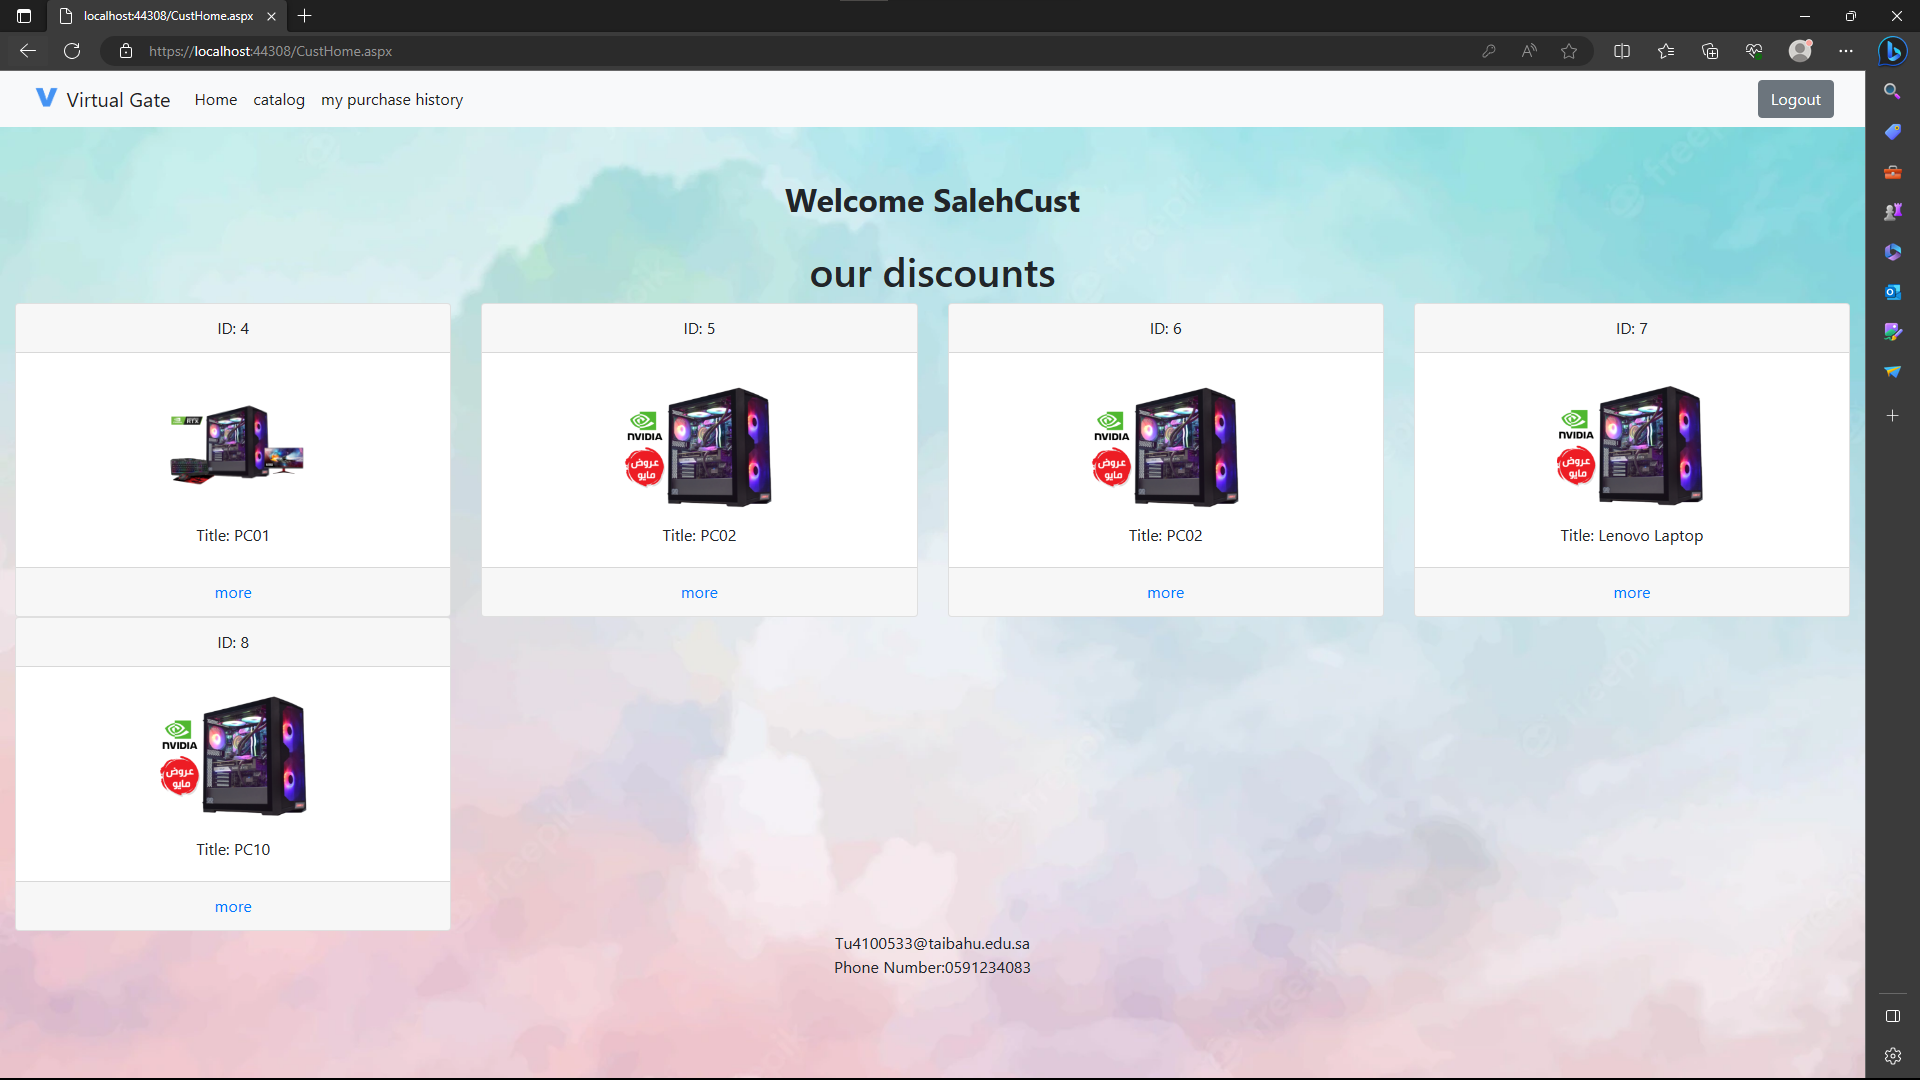 localhost:44308/CustHome.aspx
https://localhost:44308/CustHome.aspx
Virtual Gate Home catalog my purchase history Logout
Welcome SalehCust
our discounts
ID: 4
RTX
Title: PC01
more
ID: 5
NVIDIA
عروض
مايو
Title: PC02
more
ID: 6
NVIDIA
عروض
مايو
Title: PC02
more
ID: 7
NVIDIA
عروض
مايو
Title: Lenovo Laptop
more
ID: 8
NVIDIA
عروض
مايو
Title: PC10
more
Tu4100533@taibahu.edu.sa
Phone Number:0591234083
freepik